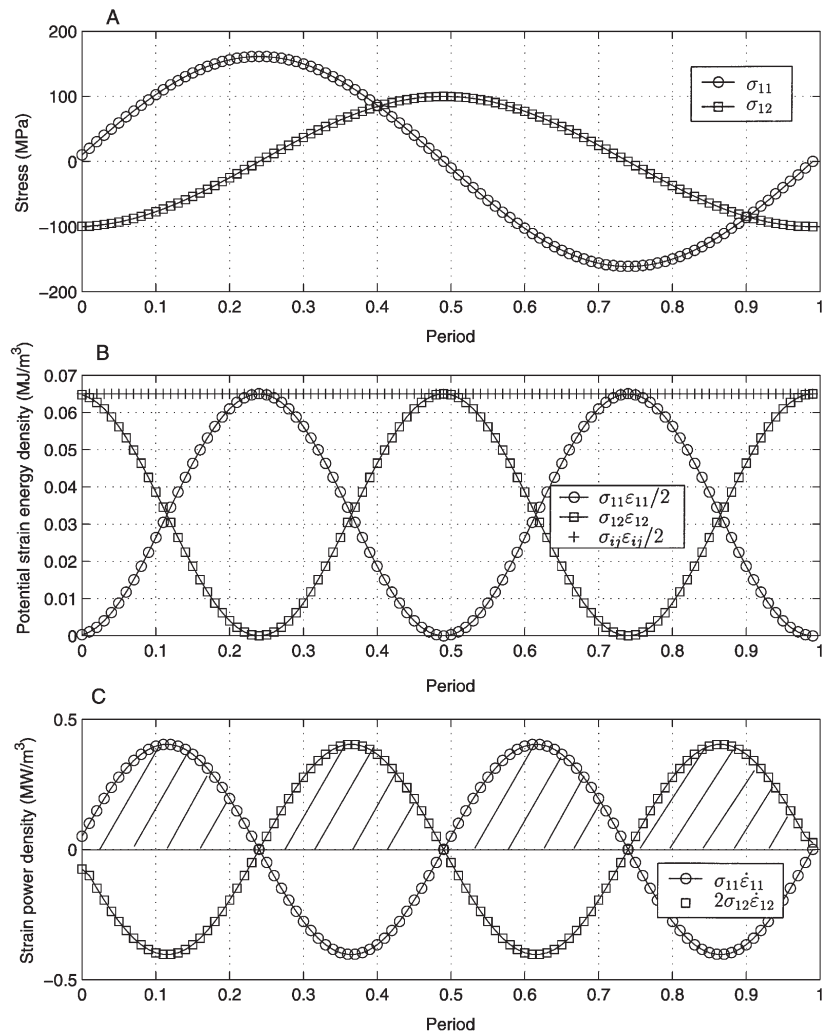 A
200
100
0
−100
−200
Stress (MPa)
σ₁₁
σ₁₂
0 0.1 0.2 0.3 0.4 0.5 0.6 0.7 0.8 0.9 1
Period
B
0.07
0.06
0.05
0.04
0.03
0.02
0.01
0
Potential strain energy density (MJ/m³)
σ₁₁ε₁₁/2
σ₁₂ε₁₂
σᵢⱼεᵢⱼ/2
0 0.1 0.2 0.3 0.4 0.5 0.6 0.7 0.8 0.9 1
Period
C
0.5
0
−0.5
Strain power density (MW/m³)
σ₁₁ε̇₁₁
2σ₁₂ε̇₁₂
0 0.1 0.2 0.3 0.4 0.5 0.6 0.7 0.8 0.9 1
Period